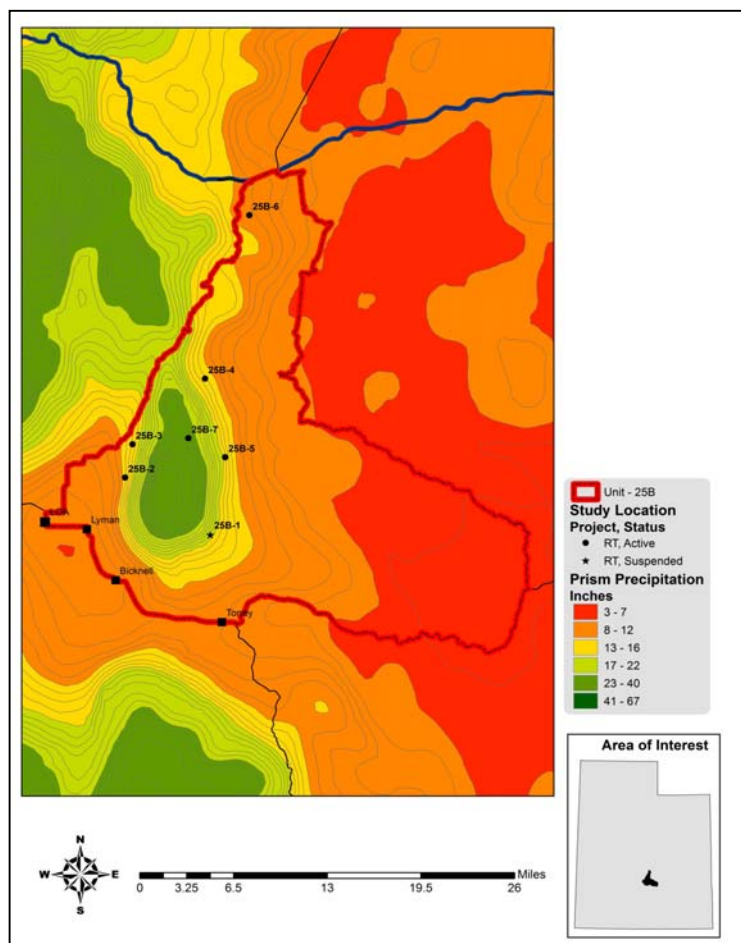 25B-6
25B-4
25B-7
25B-3
25B-5
25B-2
25B-1
LOA
Lyman
Bicknell
Torrey
Unit - 25B
Study Location
Project, Status
RT, Active
RT, Suspended
Prism Precipitation
Inches
3 - 7
8 - 12
13 - 16
17 - 22
23 - 40
41 - 67
Area of Interest
N
W E
S
Miles
0 3.25 6.5 13 19.5 26